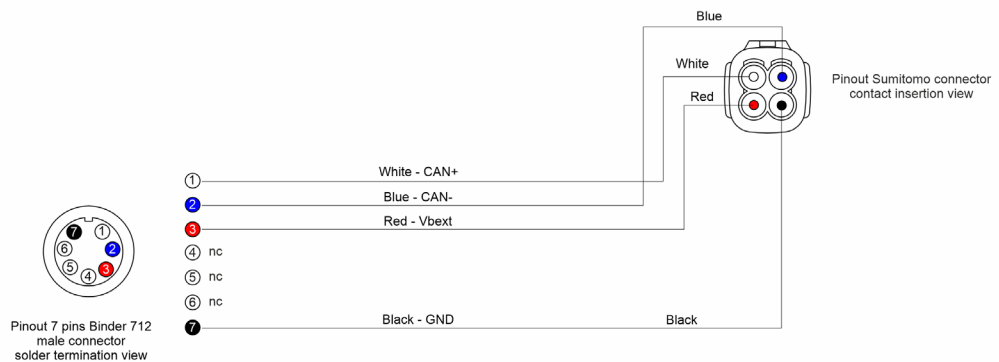 Blue
White
Red
Pinout Sumitomo connector
contact insertion view
1 White - CAN+
2 Blue - CAN-
3 Red - Vbext
4 nc
5 nc
6 nc
7 Black - GND Black
7 1
6 2
5 3
4
Pinout 7 pins Binder 712
male connector
solder termination view